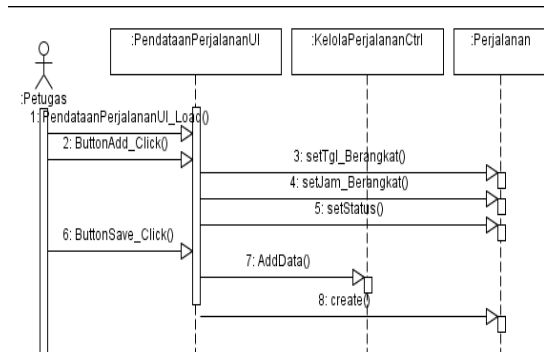 :PendataanPerjalananUI
:KelolaPerjalananCtrl
:Perjalanan
:Petugas
1: PendataanPerjalananUI_Load()
2: ButtonAdd_Click()
3: setTgl_Berangkat()
4: setJam_Berangkat()
5: setStatus()
6: ButtonSave_Click()
7: AddData()
8: create()